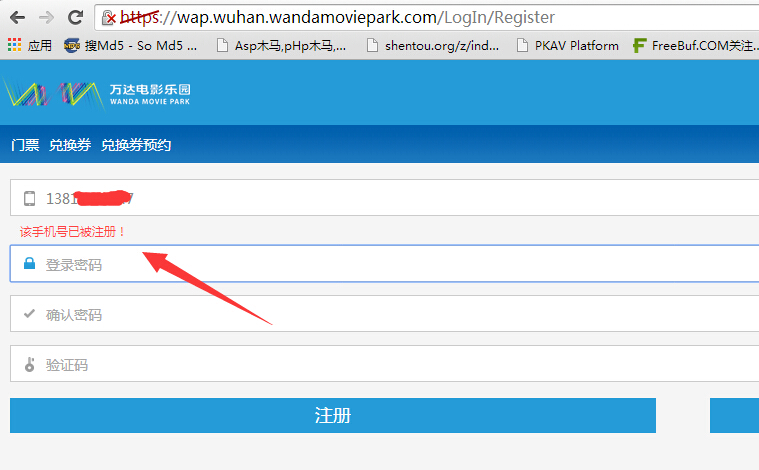 https://wap.wuhan.wandamoviepark.com/LogIn/Register
应用 搜Md5 - So Md5 ... Asp木马,pHp木马,... shentou.org/z/ind... PKAV Platform FreeBuf.COM关注...
万达电影乐园
WANDA MOVIE PARK
门票 兑换券 兑换券预约
1381 7
该手机号已被注册！
登录密码
确认密码
验证码
注册